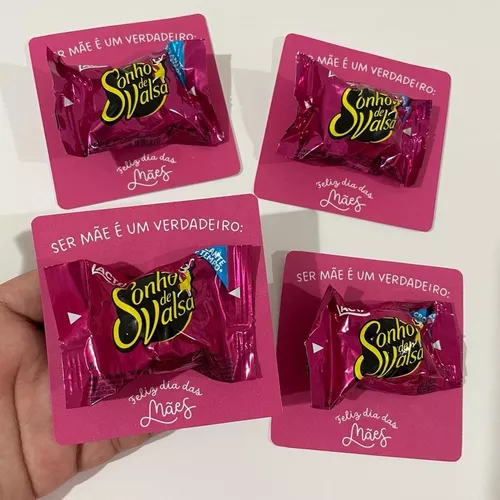 SER MÃE É UM VERDADEIRO:
Sonho
de
Valsa
Feliz dia das
Mães
SER MÃE É UM VERDADEIRO:
Sonho
de
Valsa
Feliz dia das
Mães
SER MÃE É UM VERDADEIRO:
LACTA
Sonho
de
Valsa
Feliz dia das
Mães
SER MÃE É UM VERDADEIRO:
Sonho
de
Valsa
Feliz dia das
Mães